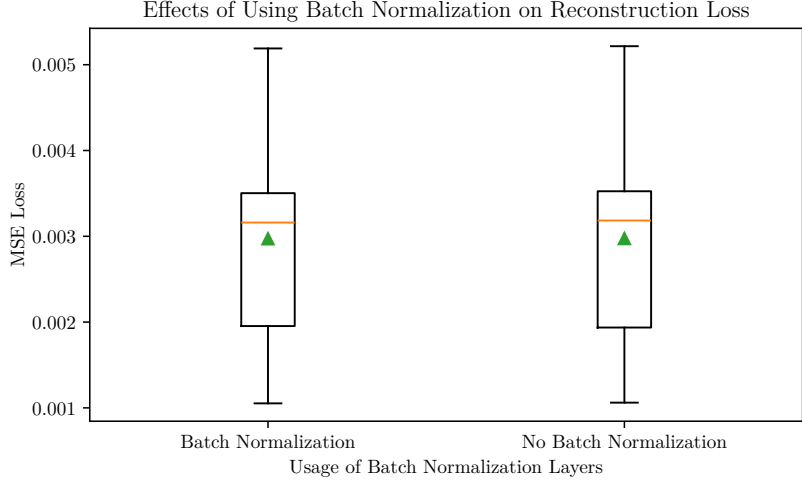 Effects of Using Batch Normalization on Reconstruction Loss
MSE Loss
0.005
0.004
0.003
0.002
0.001
Batch Normalization
No Batch Normalization
Usage of Batch Normalization Layers